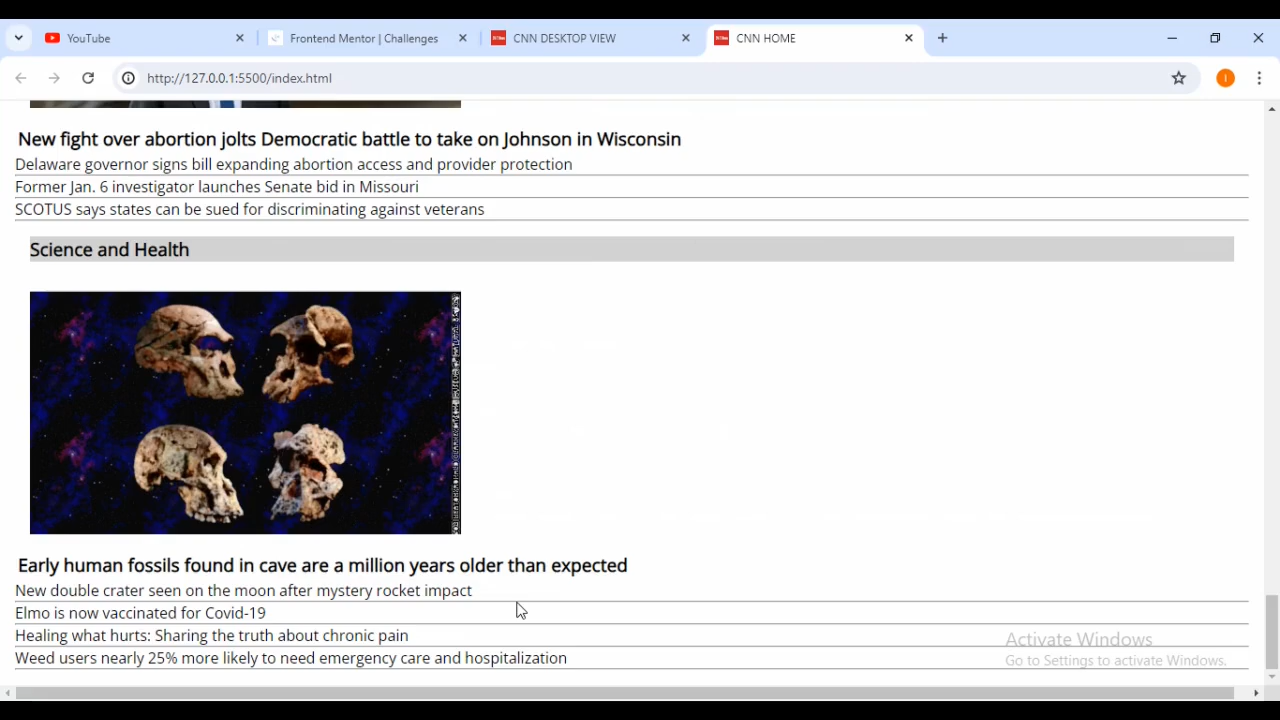 YouTube
Frontend Mentor | Challenges
CNN DESKTOP VIEW
CNN HOME
http://127.0.0.1:5500/index.html
I
New fight over abortion jolts Democratic battle to take on Johnson in Wisconsin
Delaware governor signs bill expanding abortion access and provider protection
Former Jan. 6 investigator launches Senate bid in Missouri
SCOTUS says states can be sued for discriminating against veterans
Science and Health
Early human fossils found in cave are a million years older than expected
New double crater seen on the moon after mystery rocket impact
Elmo is now vaccinated for Covid-19
Healing what hurts: Sharing the truth about chronic pain
Weed users nearly 25% more likely to need emergency care and hospitalization
Activate Windows
Go to Settings to activate Windows.